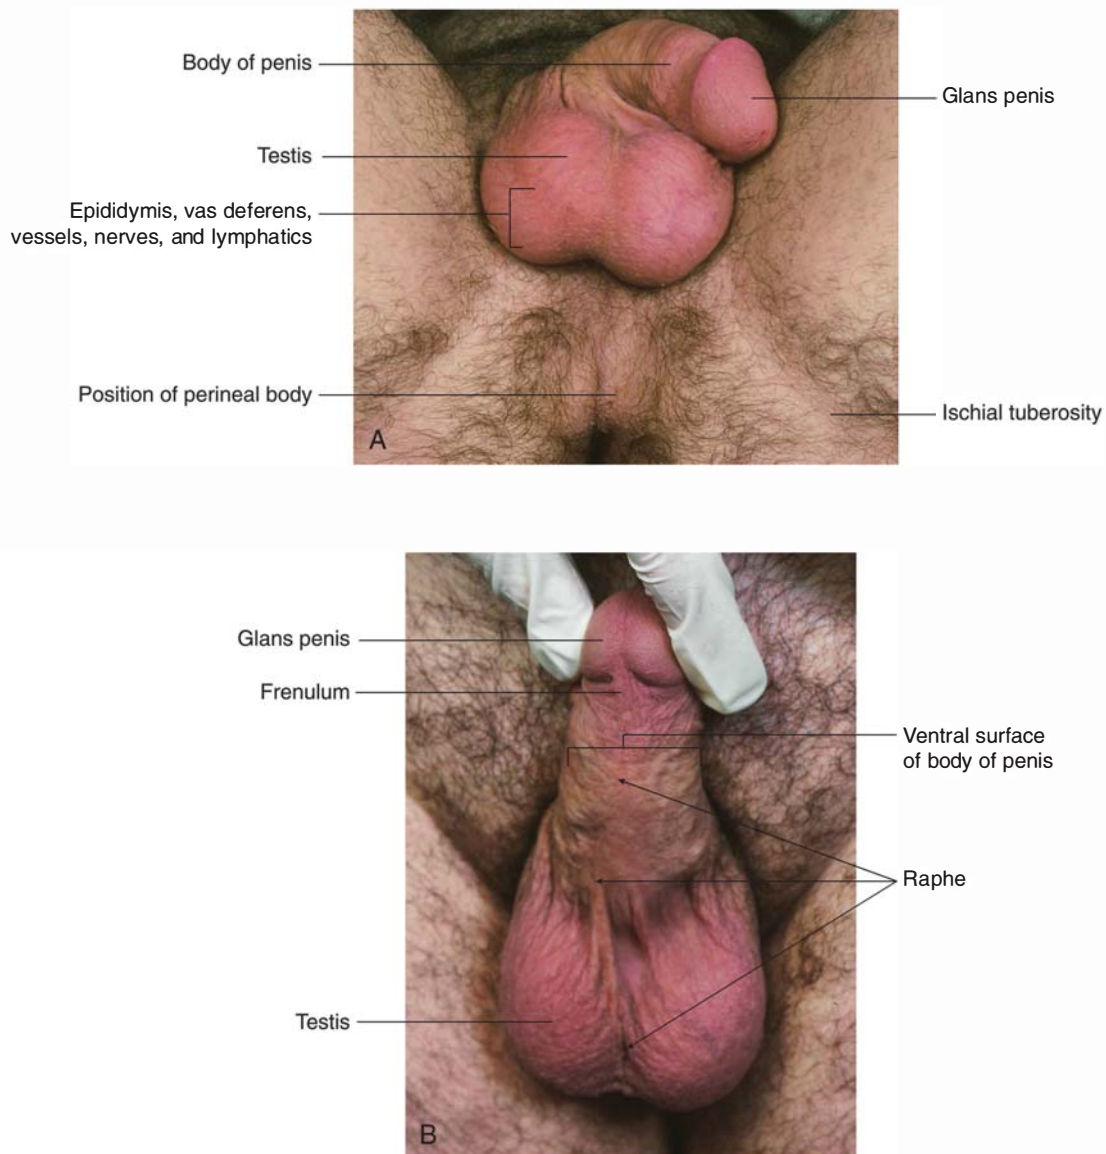 Body of penis
Glans penis
Testis
Epididymis, vas deferens,
vessels, nerves, and lymphatics
Position of perineal body
Ischial tuberosity
A
Glans penis
Frenulum
Ventral surface
of body of penis
Raphe
Testis
B